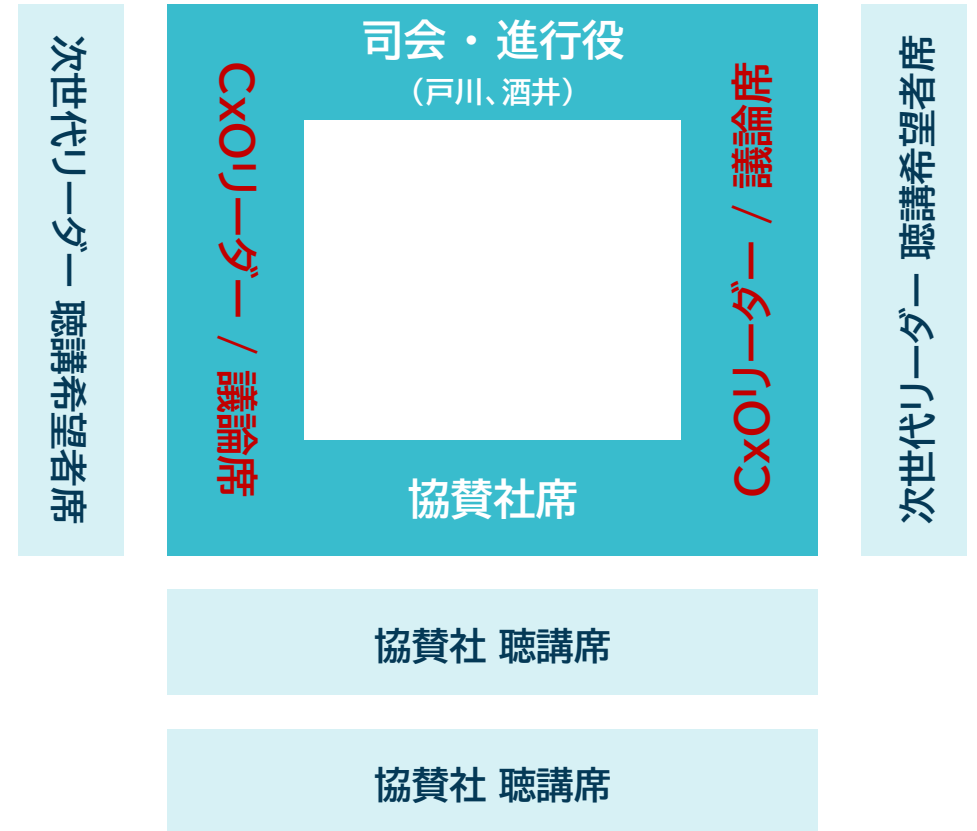 次世代リーダー 聴講希望者席
司会・進行役
（戸川、酒井）
CxOリーダー / 議論席
CxOリーダー / 議論席
次世代リーダー 聴講希望者席
協賛社席
協賛社 聴講席
協賛社 聴講席